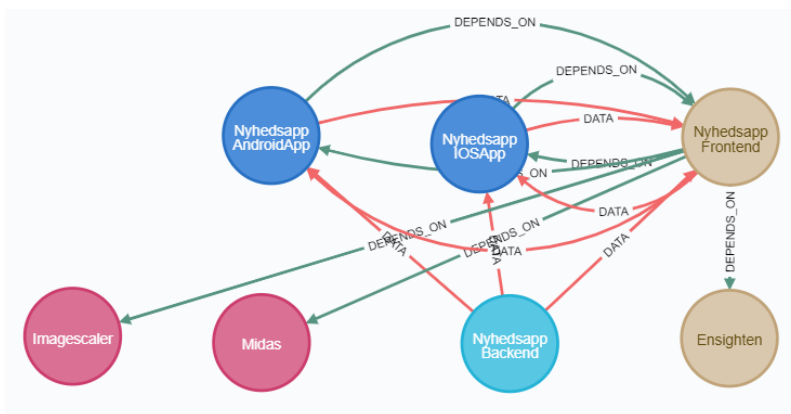 DEPENDS_ON
DEPENDS_ON
DATA
Nyhedsapp
AndroidApp
Nyhedsapp
IOSApp
Nyhedsapp
Frontend
DEPENDS_ON
DATA
DEPENDS_ON
DEPENDS_ON
DEPENDS_ON
DATA
DATA
DATA
Imagescaler
Midas
Nyhedsapp
Backend
Ensighten